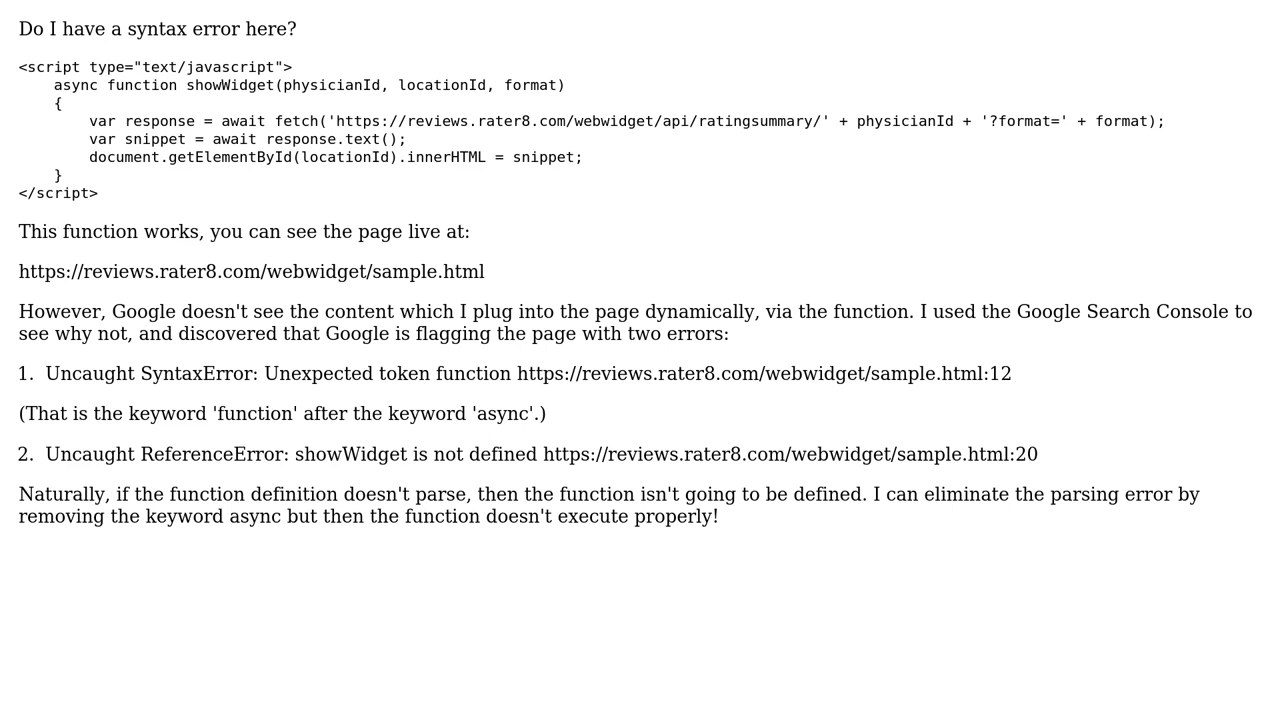 Do I have a syntax error here?
<script type="text/javascript">
    async function showWidget(physicianId, locationId, format)
    {
        var response = await fetch('https://reviews.rater8.com/webwidget/api/ratingsummary/' + physicianId + '?format=' + format);
        var snippet = await response.text();
        document.getElementById(locationId).innerHTML = snippet;
    }
</script>
This function works, you can see the page live at:
https://reviews.rater8.com/webwidget/sample.html
However, Google doesn't see the content which I plug into the page dynamically, via the function. I used the Google Search Console to
see why not, and discovered that Google is flagging the page with two errors:
1. Uncaught SyntaxError: Unexpected token function https://reviews.rater8.com/webwidget/sample.html:12
(That is the keyword 'function' after the keyword 'async'.)
2. Uncaught ReferenceError: showWidget is not defined https://reviews.rater8.com/webwidget/sample.html:20
Naturally, if the function definition doesn't parse, then the function isn't going to be defined. I can eliminate the parsing error by
removing the keyword async but then the function doesn't execute properly!